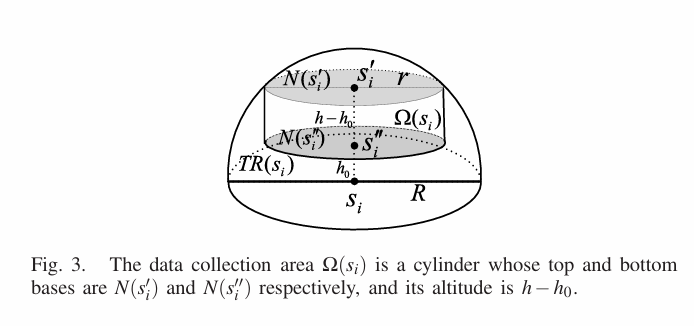 N(s′ᵢ) s′ᵢ r
h−h₀ Ω(sᵢ)
N(s″ᵢ) s″ᵢ
TR(sᵢ) h₀
sᵢ R
Fig. 3. The data collection area Ω(sᵢ) is a cylinder whose top and bottom
bases are N(s′ᵢ) and N(s″ᵢ) respectively, and its altitude is h−h₀.